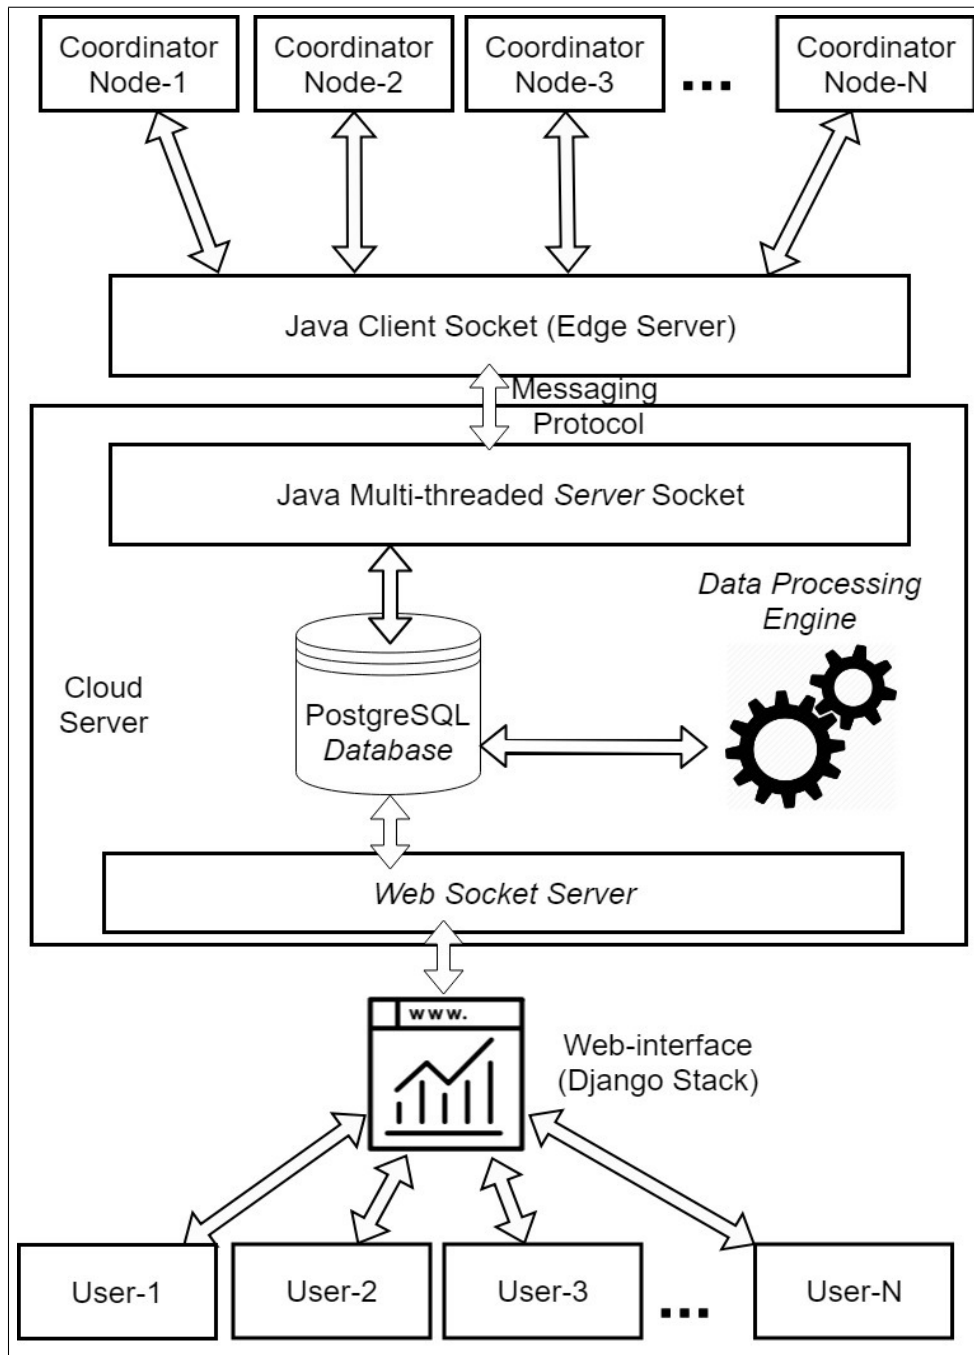 Coordinator
Node-1
Coordinator
Node-2
Coordinator
Node-3
...
Coordinator
Node-N
Java Client Socket (Edge Server)
Messaging
Protocol
Java Multi-threaded Server Socket
Data Processing
Engine
Cloud
Server
PostgreSQL
Database
Web Socket Server
www.
Web-interface
(Django Stack)
User-1
User-2
User-3
...
User-N